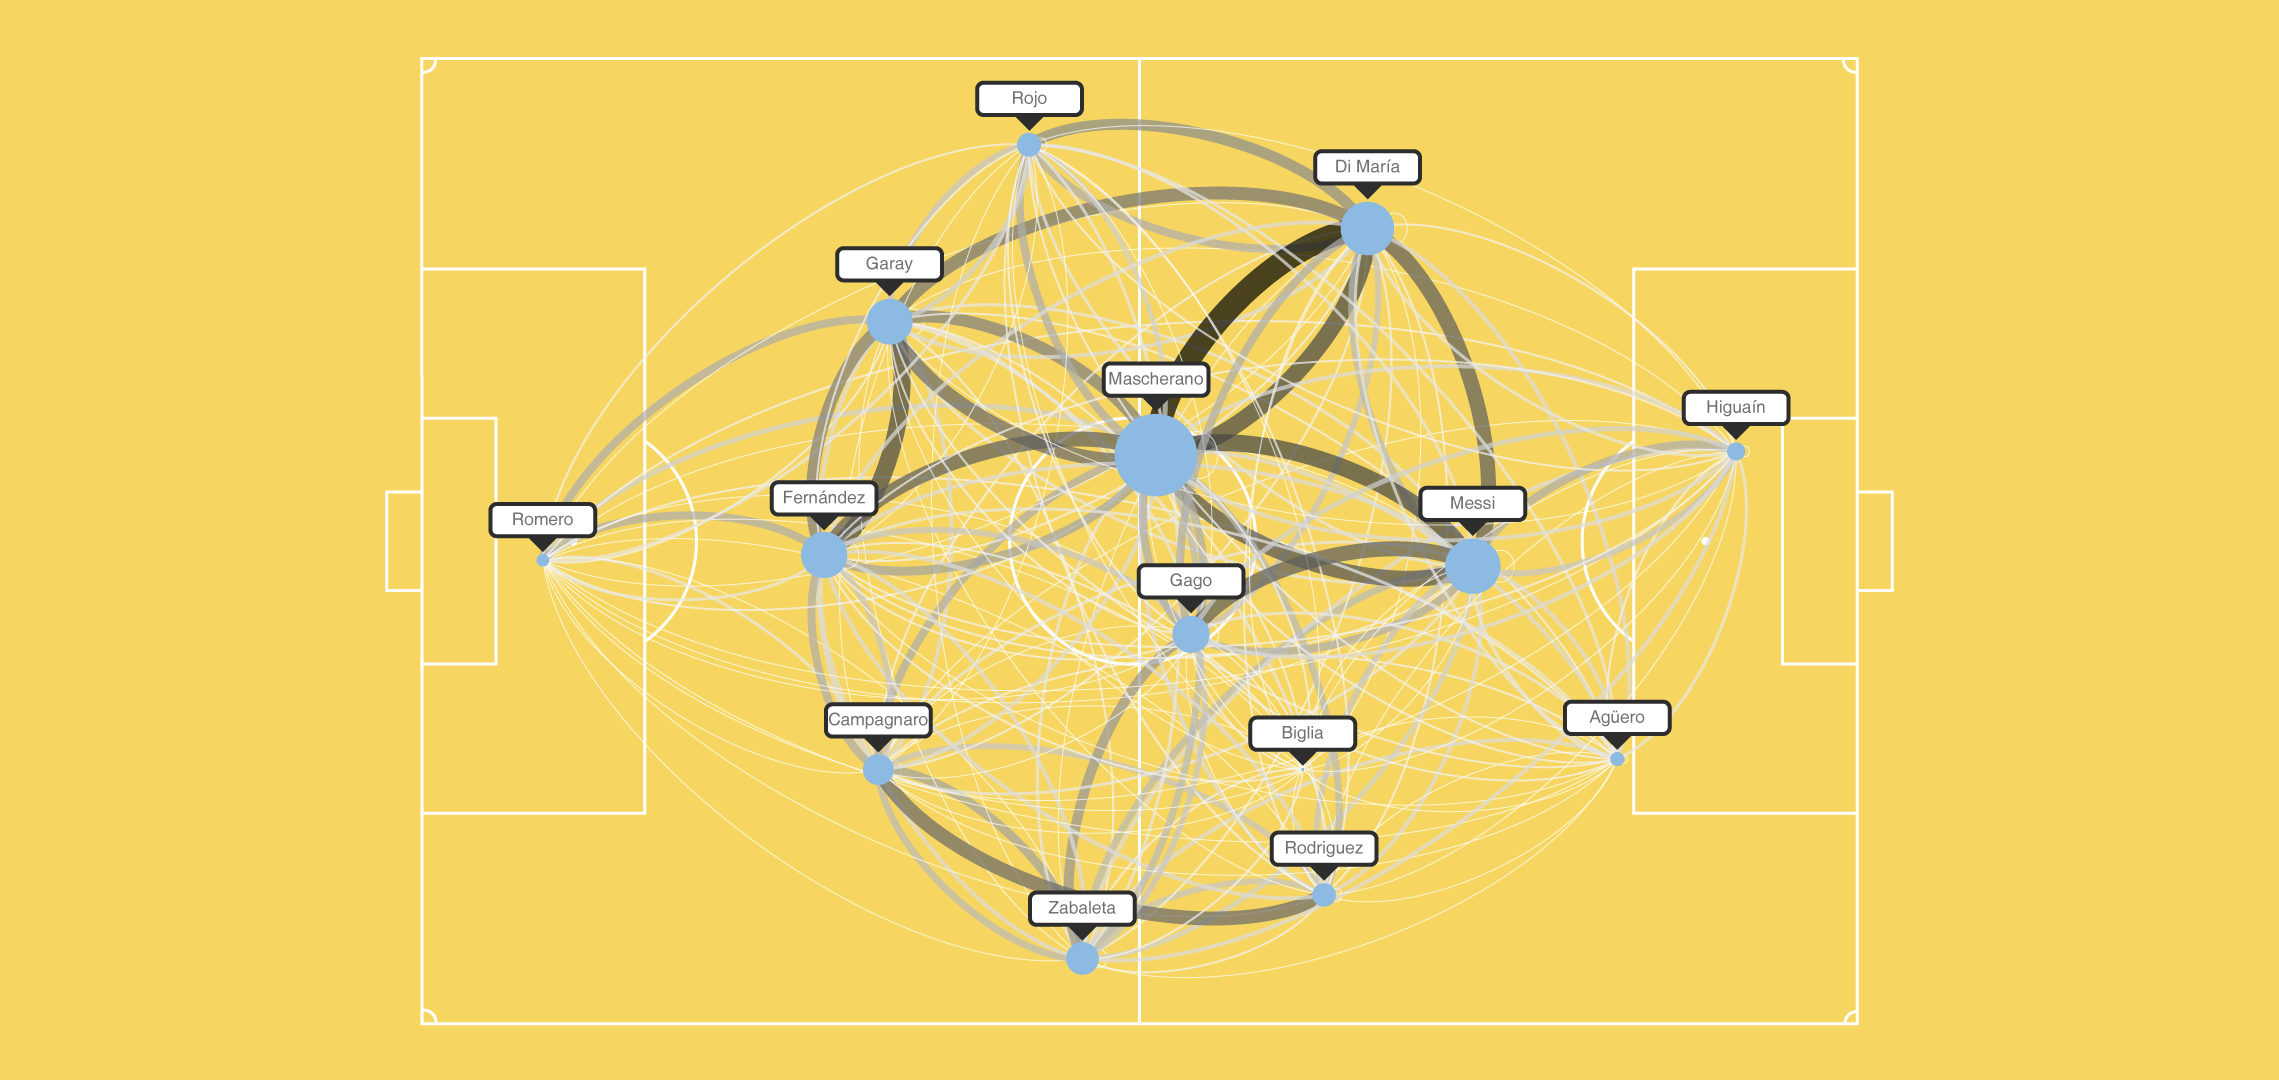 Rojo
Di María
Garay
Mascherano
Higuaín
Fernández
Messi
Romero
Gago
Campagnaro
Agüero
Biglia
Rodriguez
Zabaleta